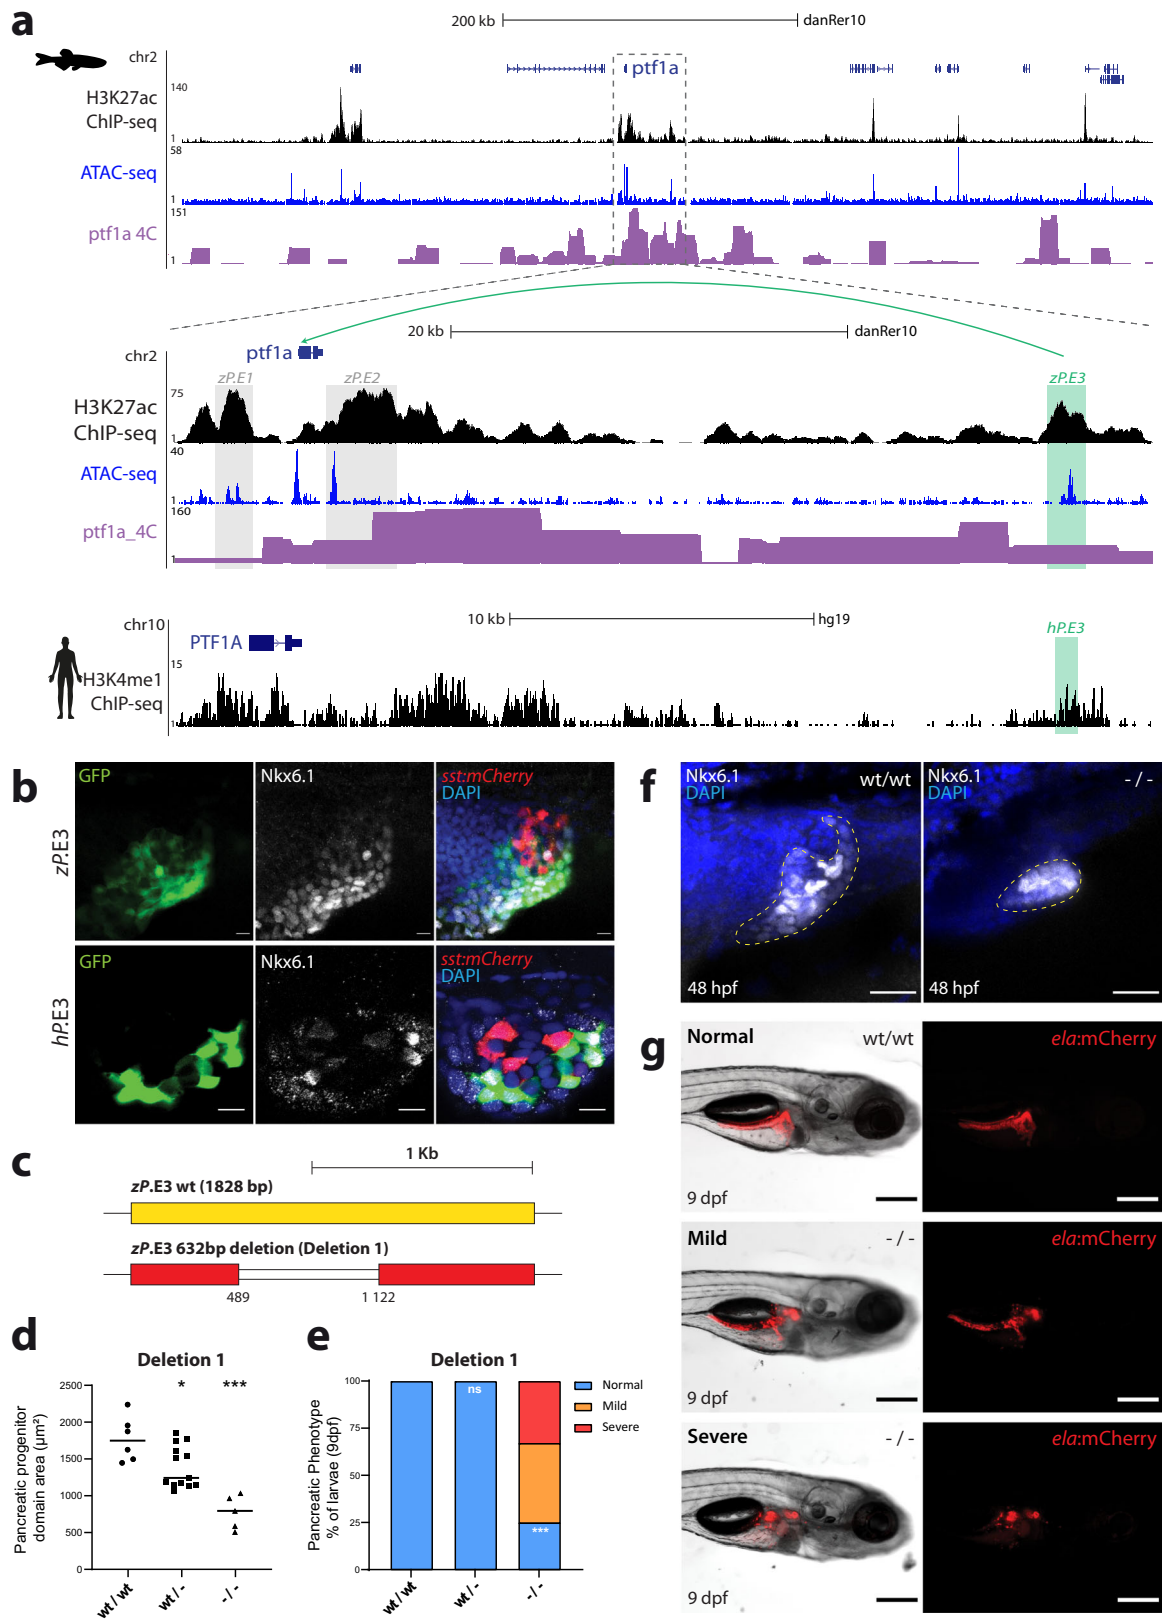 a
200 kb
danRer10
chr2
ptf1a
140
H3K27ac
ChIP-seq
1
58
ATAC-seq
1
151
ptf1a 4C
1
20 kb
danRer10
chr2
ptf1a
zP.E1
zP.E2
zP.E3
75
H3K27ac
ChIP-seq
1
40
ATAC-seq
1
160
ptf1a_4C
1
10 kb
hg19
chr10
PTF1A
hP.E3
15
H3K4me1
ChIP-seq
1
b
GFP
Nkx6.1
sst:mCherry
DAPI
zP.E3
GFP
Nkx6.1
sst:mCherry
DAPI
hP.E3
c
1 Kb
zP.E3 wt (1828 bp)
zP.E3 632bp deletion (Deletion 1)
489
1 122
d
Deletion 1
Pancreatic progenitor
domain area (µm²)
2500
2000
1500
1000
500
0
*
***
wt / wt
wt / -
- / -
e
Deletion 1
Pancreatic Phenotype
% of larvae (9dpf)
100
75
50
25
0
ns
***
wt / wt
wt / -
- / -
Normal
Mild
Severe
f
Nkx6.1
DAPI
wt/wt
48 hpf
Nkx6.1
DAPI
- / -
48 hpf
g
Normal
wt/wt
9 dpf
ela:mCherry
Mild
- / -
9 dpf
ela:mCherry
Severe
- / -
9 dpf
ela:mCherry